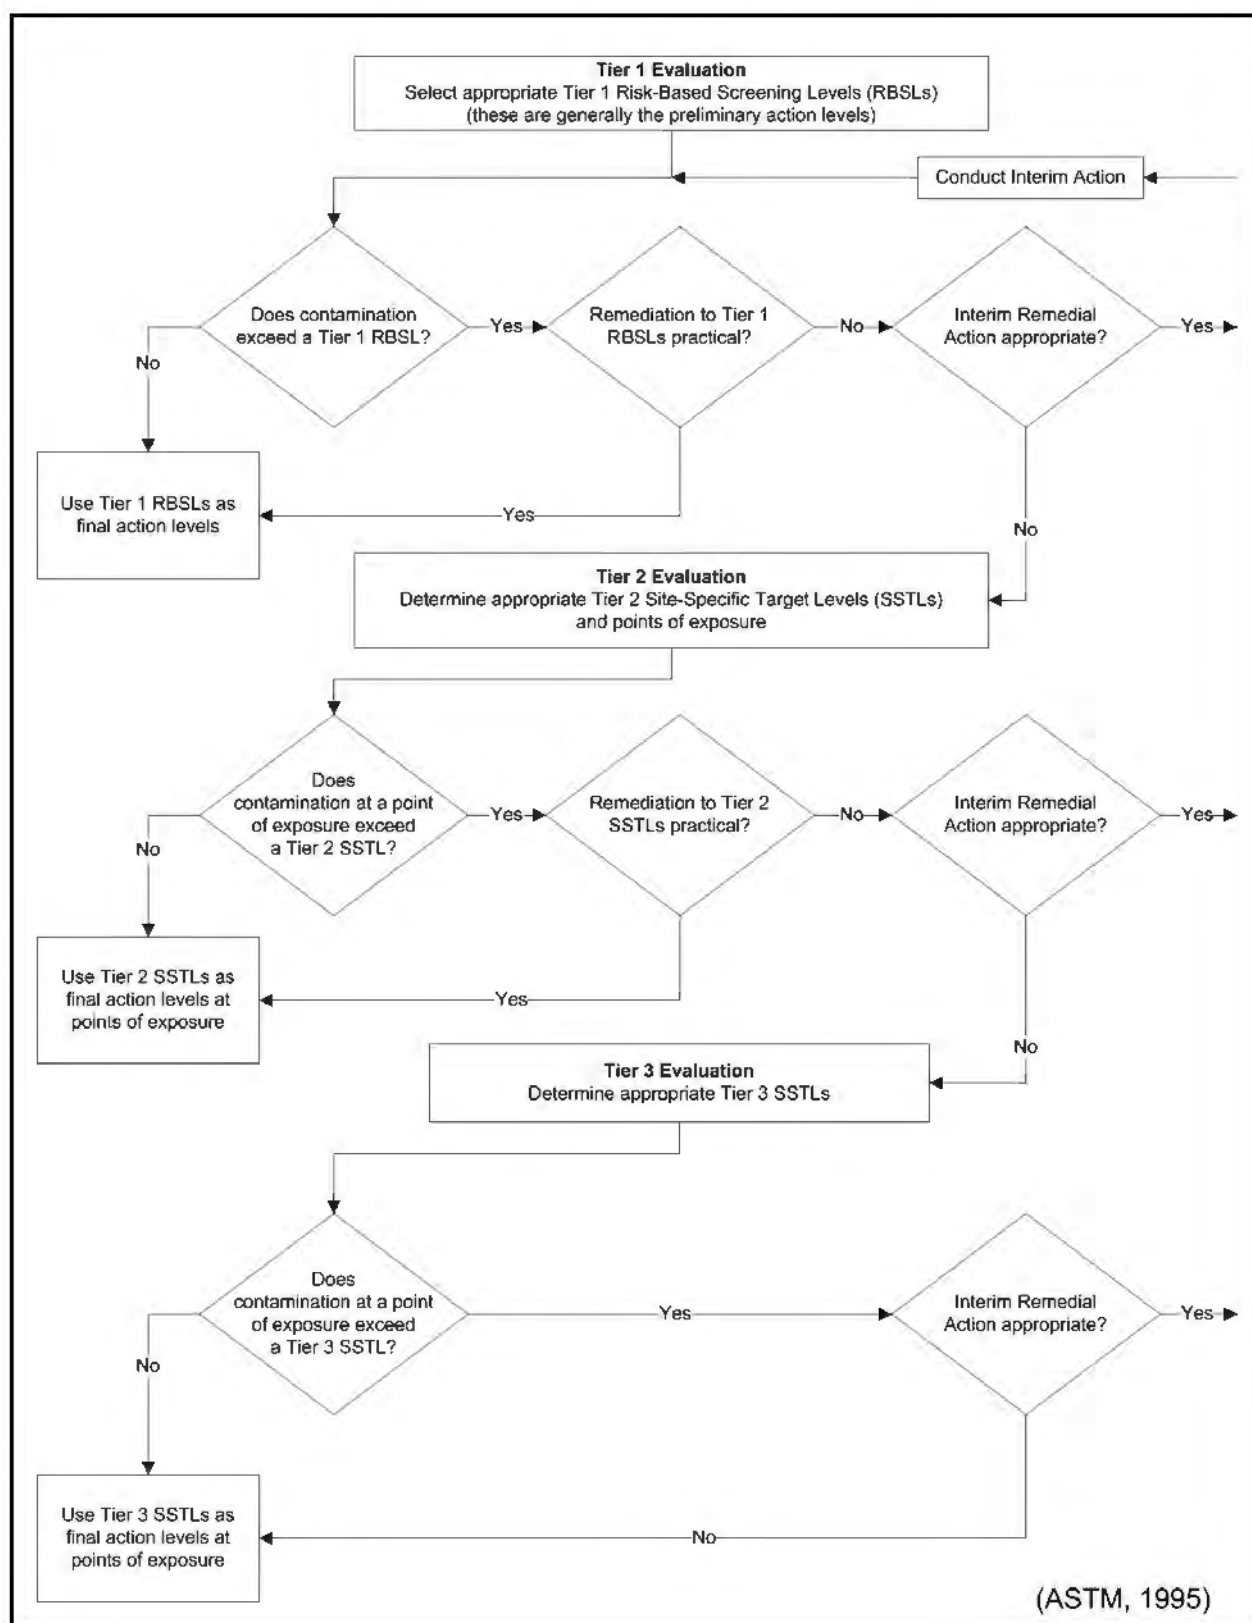 Tier 1 Evaluation
Select appropriate Tier 1 Risk-Based Screening Levels (RBSLs)
(these are generally the preliminary action levels)
Conduct Interim Action
Does contamination
exceed a Tier 1 RBSL?
Yes
Remediation to Tier 1
RBSLs practical?
No
Interim Remedial
Action appropriate?
Yes
No
Use Tier 1 RBSLs as
final action levels
Yes
No
Tier 2 Evaluation
Determine appropriate Tier 2 Site-Specific Target Levels (SSTLs)
and points of exposure
Does
contamination at a point
of exposure exceed
a Tier 2 SSTL?
Yes
Remediation to Tier 2
SSTLs practical?
No
Interim Remedial
Action appropriate?
Yes
No
Use Tier 2 SSTLs as
final action levels at
points of exposure
Yes
No
Tier 3 Evaluation
Determine appropriate Tier 3 SSTLs
Does
contamination at a point
of exposure exceed
a Tier 3 SSTL?
Yes
Interim Remedial
Action appropriate?
Yes
No
Use Tier 3 SSTLs as
final action levels at
points of exposure
No
(ASTM, 1995)